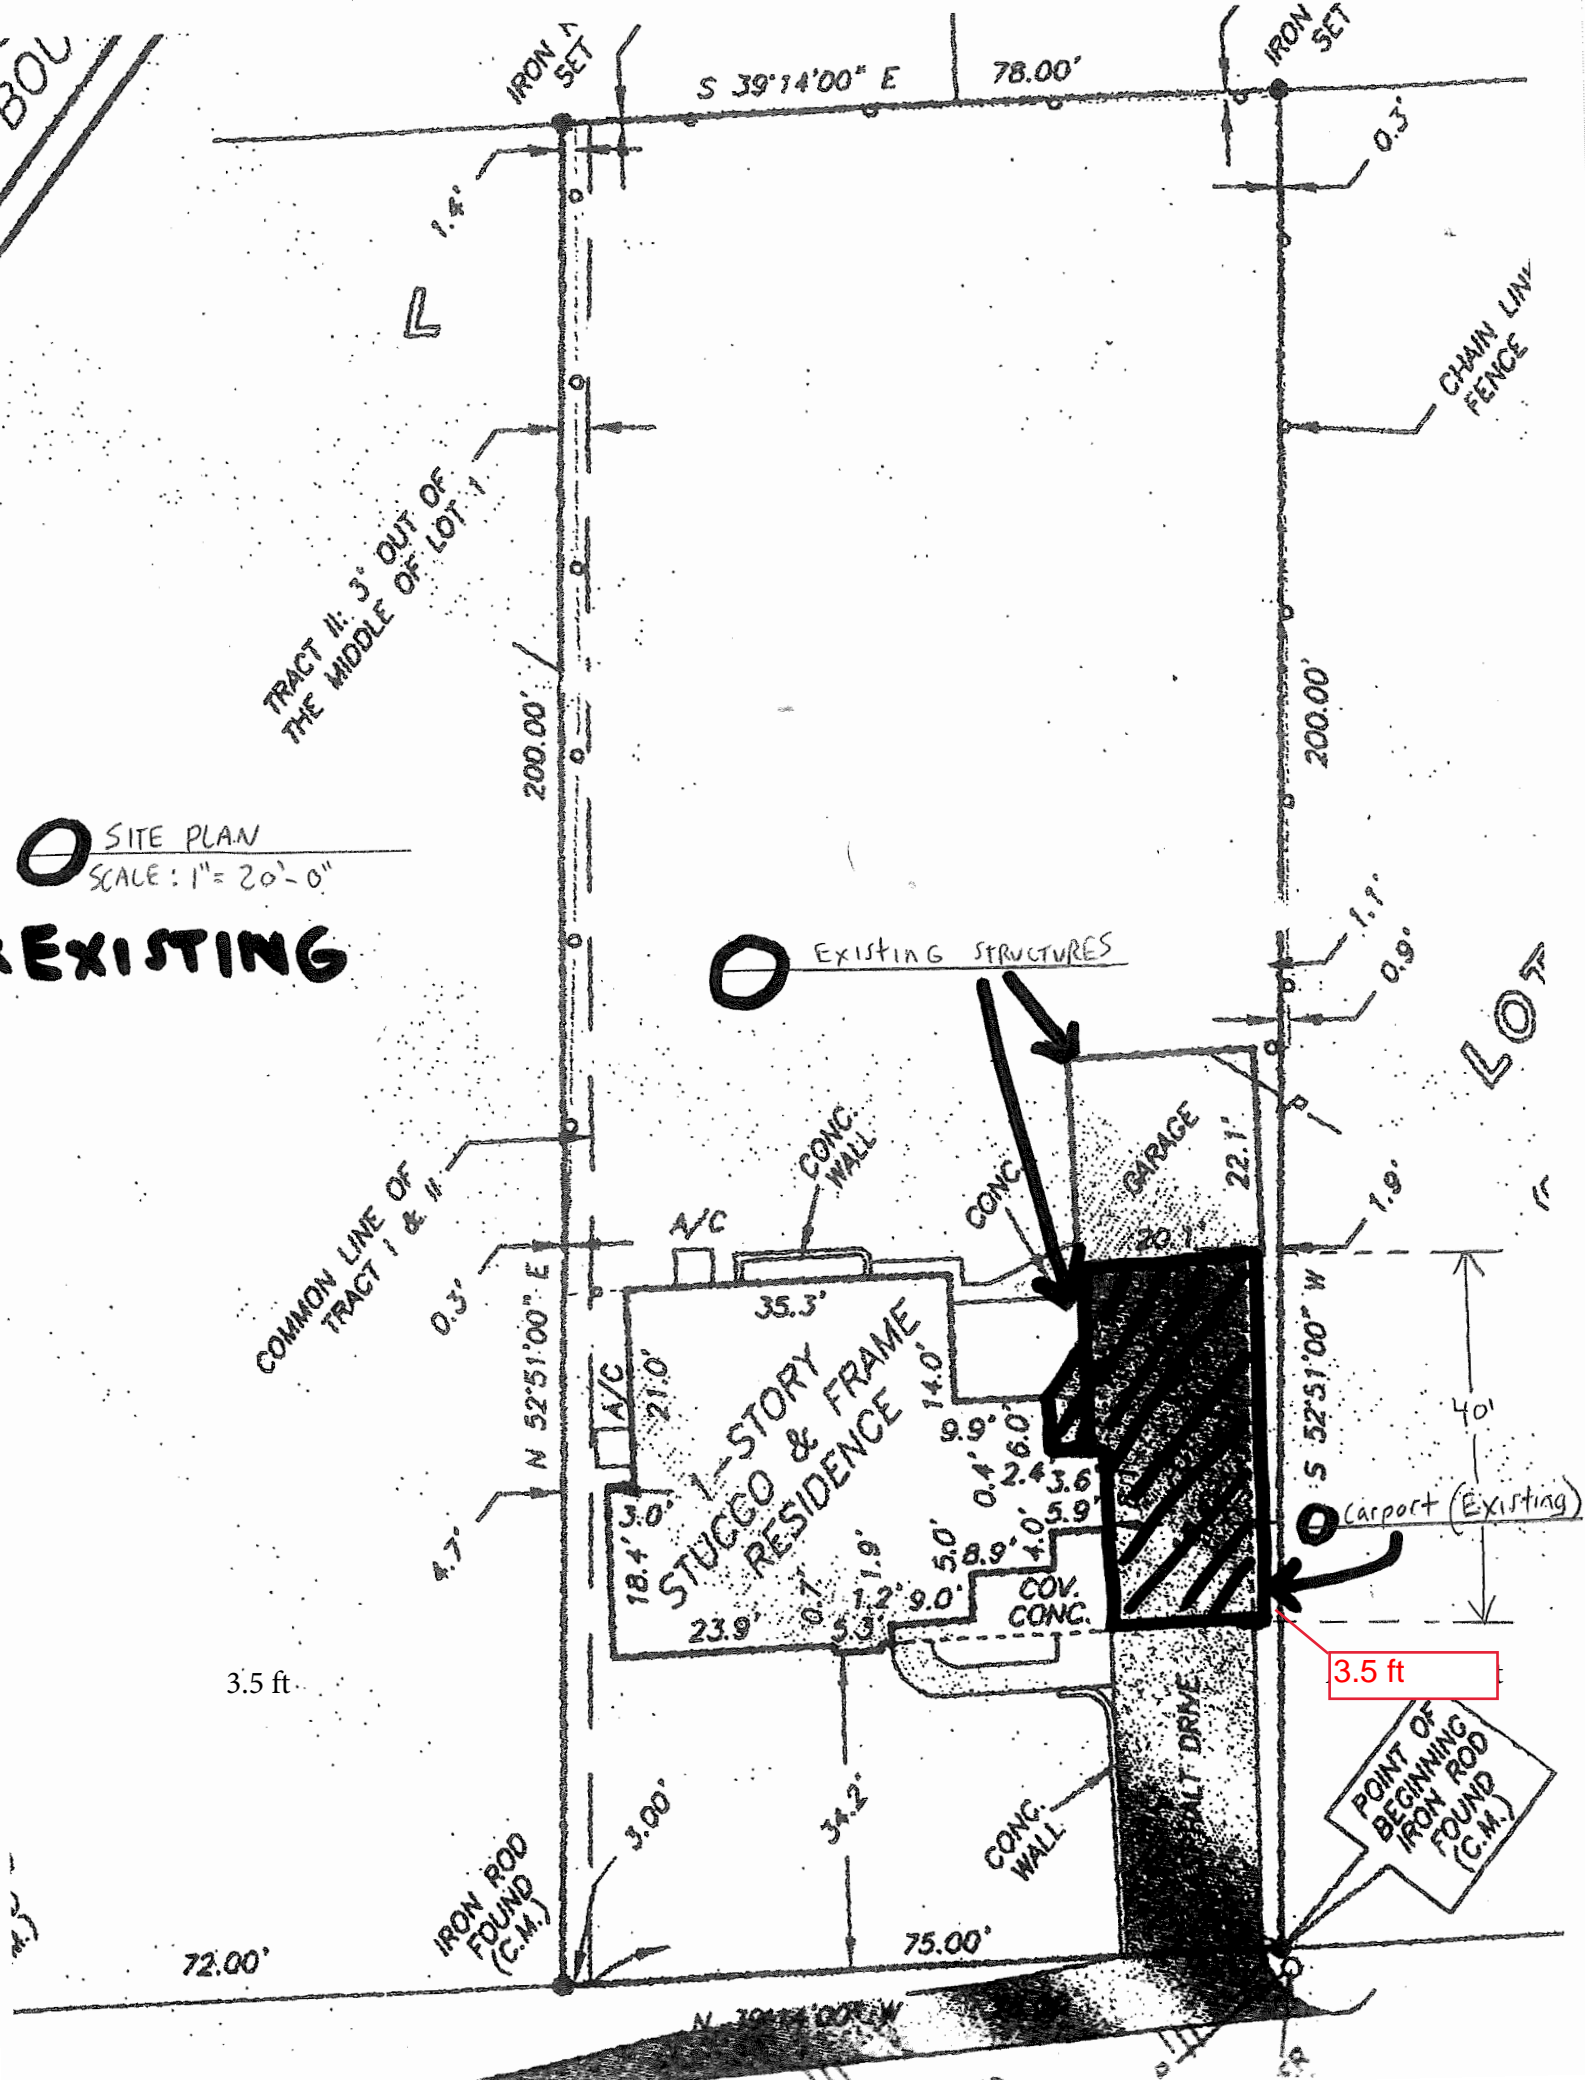 BOU
IRON
SET
S 39°14'00" E
78.00'
IRON
SET
0.3'
1.4'
L
CHAIN LINK
FENCE
TRACT II: 3' OUT OF
THE MIDDLE OF LOT 1
200.00'
200.00'
SITE PLAN
SCALE: 1"= 20'-0"
EXISTING
EXISTING STRUCTURES
1.1'
0.9'
LOT
CONC.
WALL
CONC.
GARAGE
22.1'
20.1'
A/C
COMMON LINE OF
TRACT I & II
0.3'
1.9'
N 52°51'00" E
35.3'
14.0'
S 52°51'00" W
A/C
21.0'
1-STORY
STUCCO & FRAME
RESIDENCE
9.9'
6.0'
0.4'
2.4'
3.6'
5.9'
40'
Carport (Existing)
4.7'
3.0'
18.4'
23.9'
0.7'
5.3'
1.9'
1.2'
9.0'
5.0'
8.9'
4.0'
COV.
CONC.
3.5 ft
3.5 ft
34.2'
DRIVE
CONC.
WALL
POINT OF
BEGINNING
IRON ROD
FOUND
(C.M.)
3.00'
IRON ROD
FOUND
(C.M.)
72.00'
75.00'
N 39°14'00" W